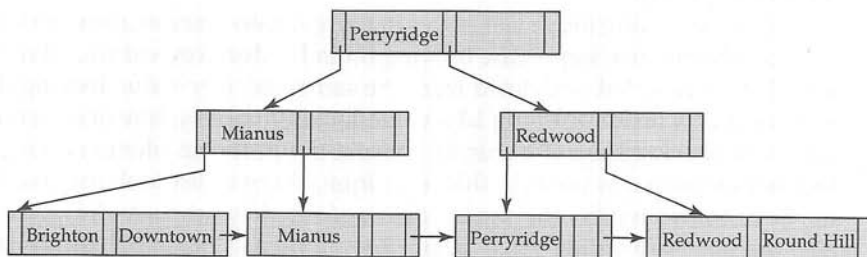 Perryridge
Mianus Redwood
Brighton Downtown Mianus Perryridge Redwood Round Hill